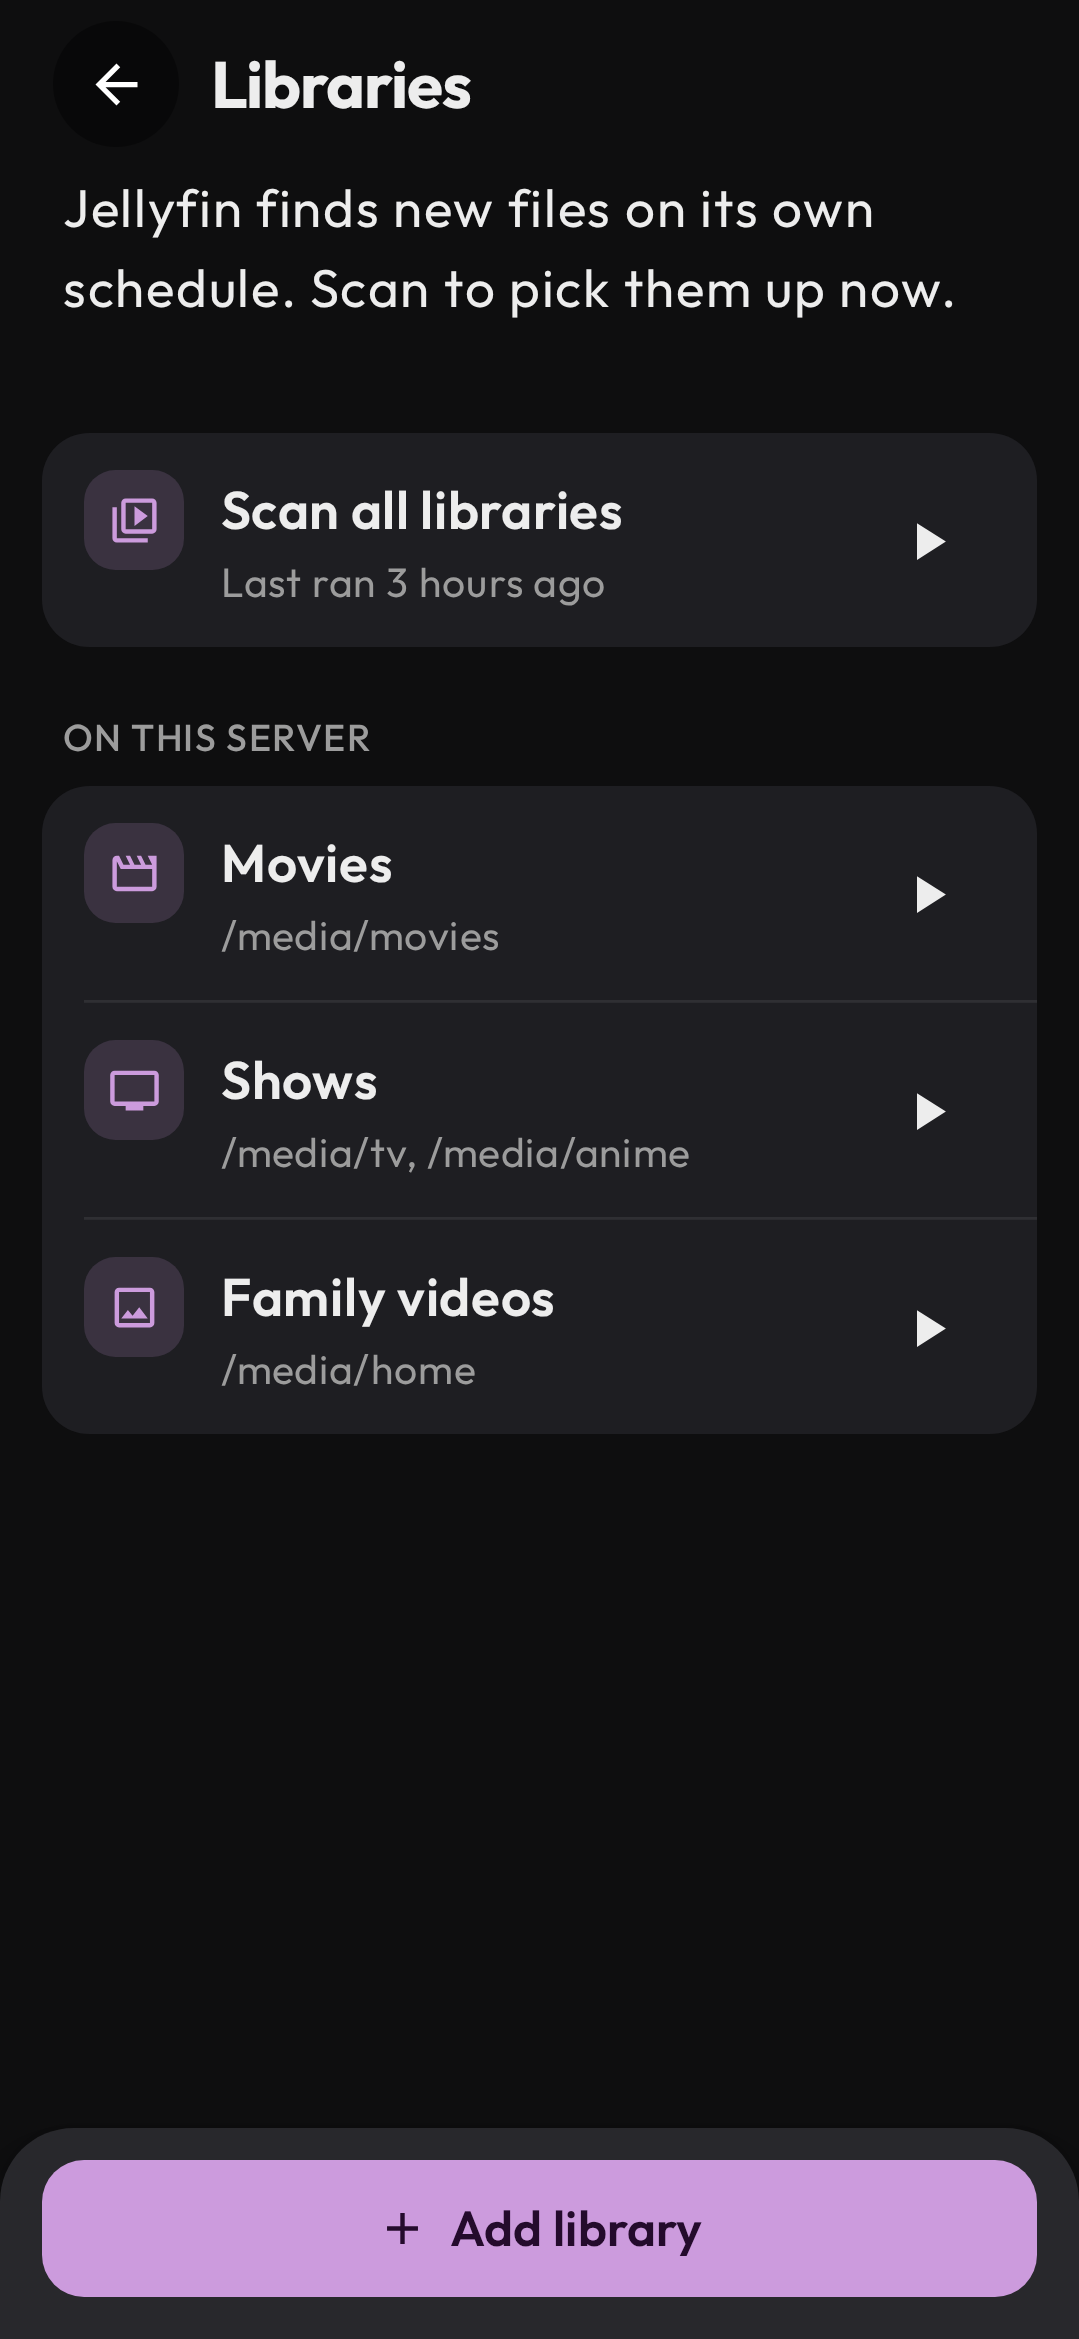 Libraries
Jellyfin finds new files on its own
schedule. Scan to pick them up now.
Scan all libraries
Last ran 3 hours ago
ON THIS SERVER
Movies
/media/movies
Shows
/media/tv, /media/anime
Family videos
/media/home
+ Add library